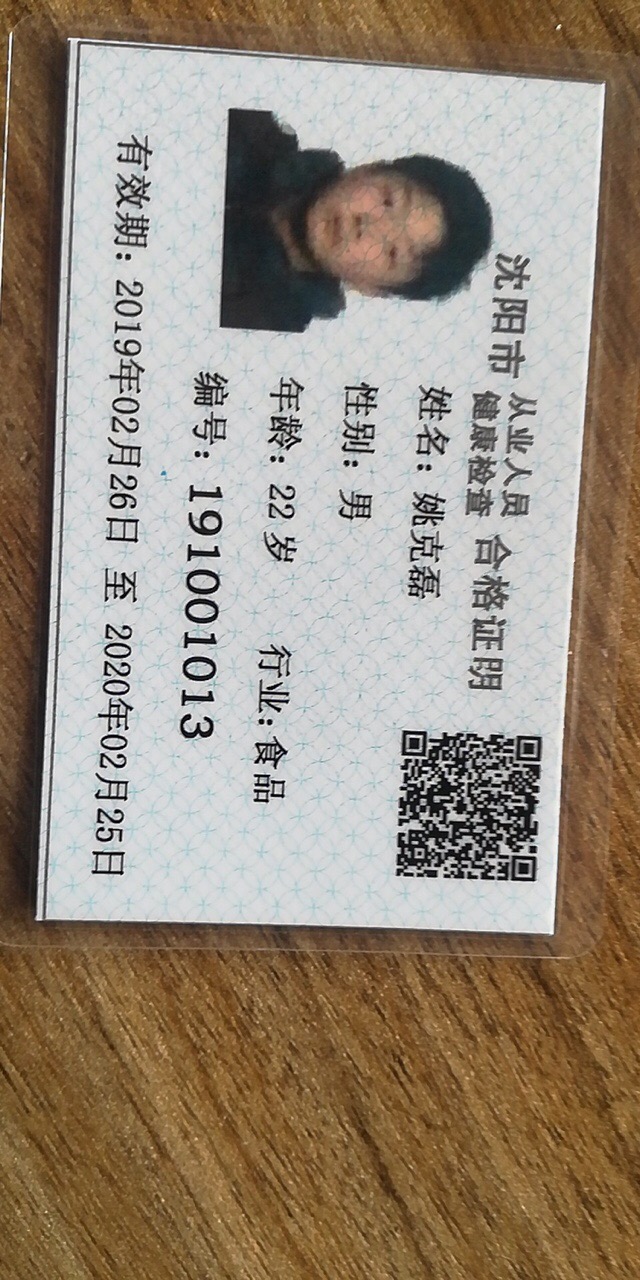 沈阳市 从业人员健康检查 合格证明
姓名：姚克磊
性别：男
年龄：22 岁 行业：食品
编号：191001013
有效期：2019年02月26日 至 2020年02月25日